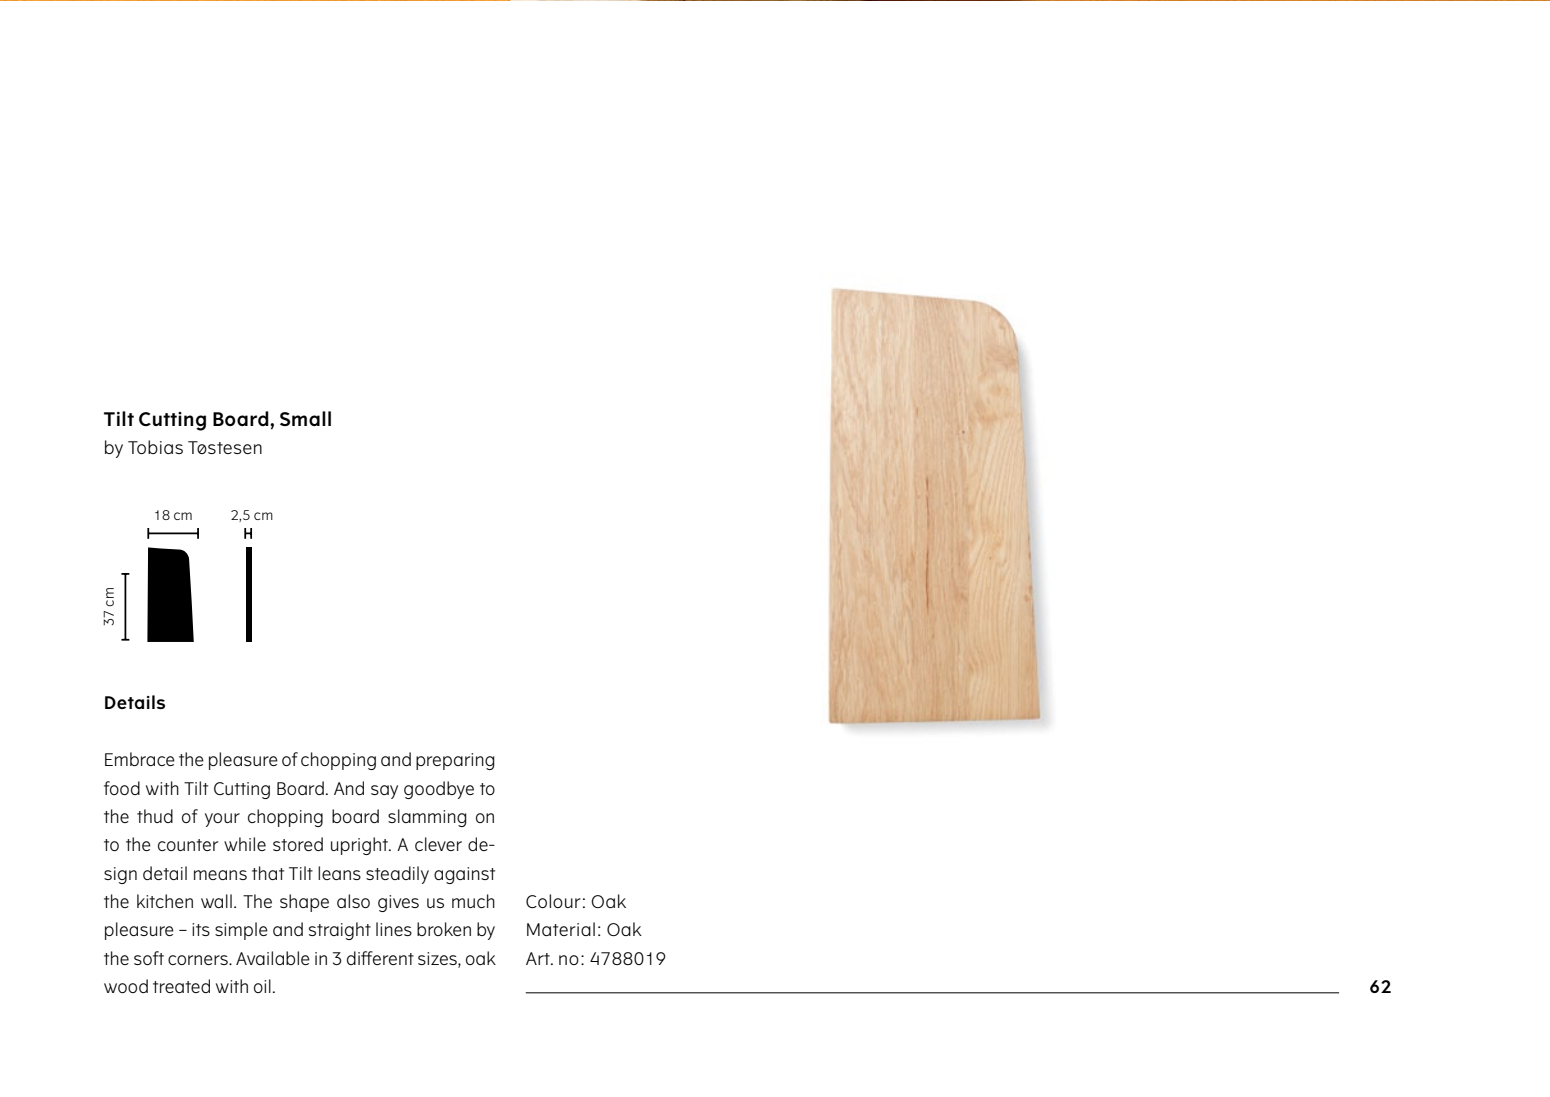 Tilt Cutting Board, Small
by Tobias Tøstesen
18 cm
2,5 cm
37 cm
Details
Embrace the pleasure of chopping and preparing
food with Tilt Cutting Board. And say goodbye to
the thud of your chopping board slamming on
to the counter while stored upright. A clever de-
sign detail means that Tilt leans steadily against
the kitchen wall. The shape also gives us much
pleasure – its simple and straight lines broken by
the soft corners. Available in 3 different sizes, oak
wood treated with oil.
Colour: Oak
Material: Oak
Art. no: 4788019
62